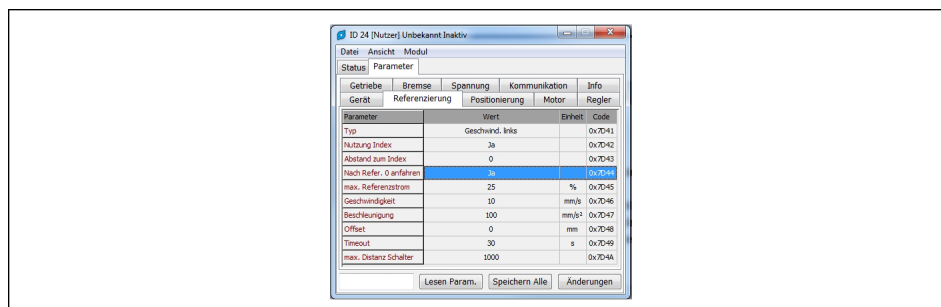 ID 24 [Nutzer] Unbekannt Inaktiv
Datei Ansicht Modul
Status Parameter
Getriebe Bremse Spannung Kommunikation Info
Gerät Referenzierung Positionierung Motor Regler
Parameter Wert Einheit Code
Typ Geschwind. links 0x7D41
Nutzung Index Ja 0x7D42
Abstand zum Index 0 0x7D43
Nach Refer. 0 anfahren Ja 0x7D44
max. Referenzstrom 25 % 0x7D45
Geschwindigkeit 10 mm/s 0x7D46
Beschleunigung 100 mm/s² 0x7D47
Offset 0 mm 0x7D48
Timeout 30 s 0x7D49
max. Distanz Schalter 1000 0x7D4A
Lesen Param. Speichern Alle Änderungen